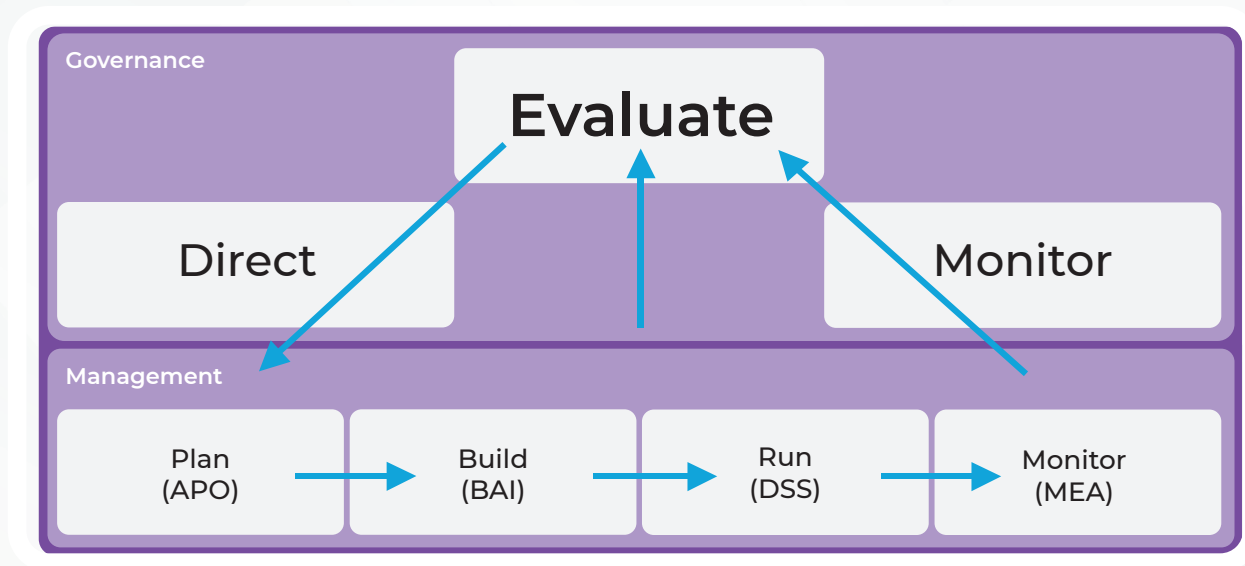 Governance
Evaluate
Direct
Monitor
Management
Plan
(APO)
Build
(BAI)
Run
(DSS)
Monitor
(MEA)